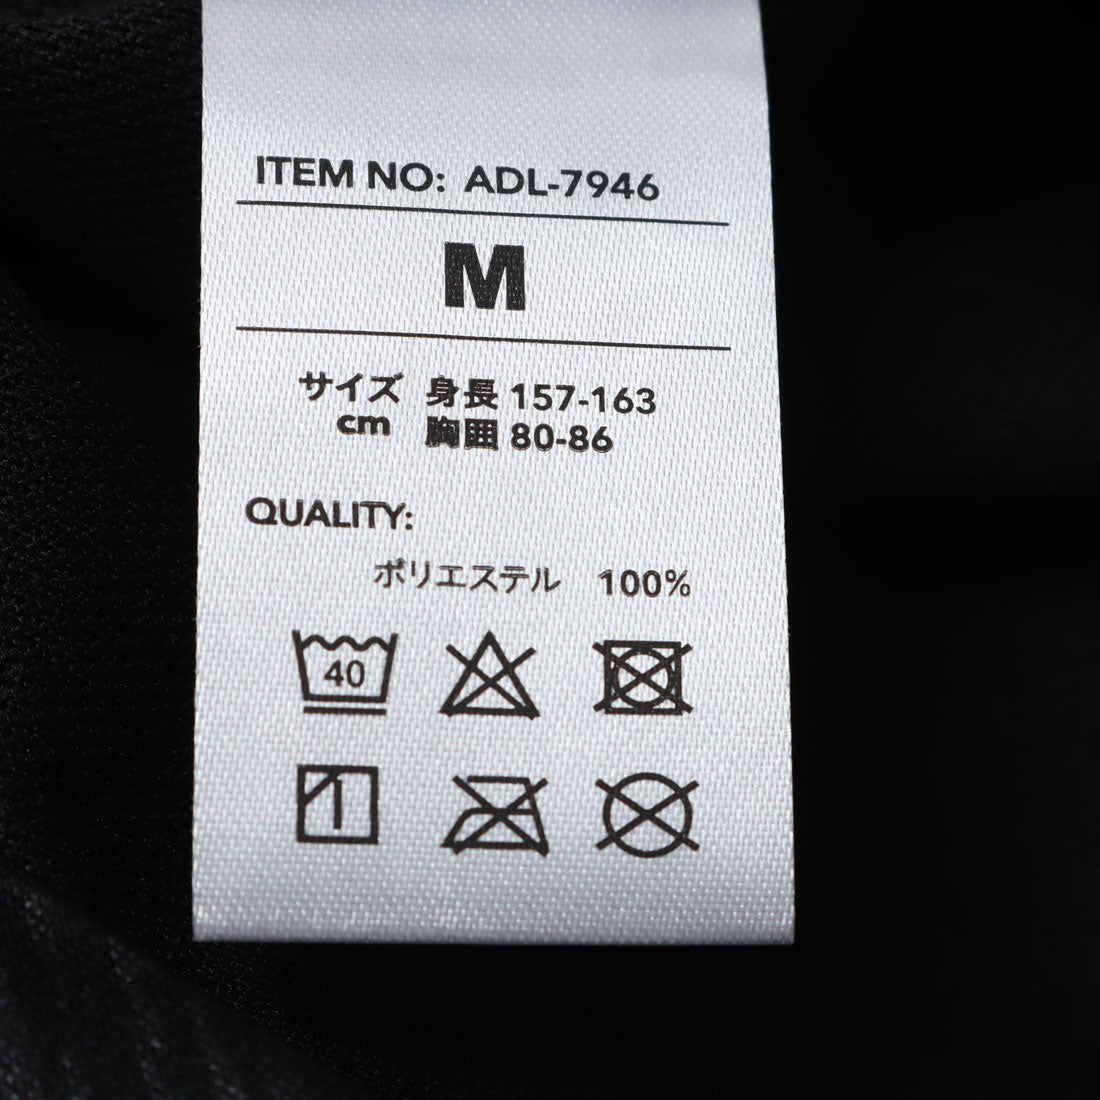 ITEM NO: ADL-7946
M
サイズ 身長 157-163
cm 胸囲 80-86
QUALITY:
ポリエステル 100%
40